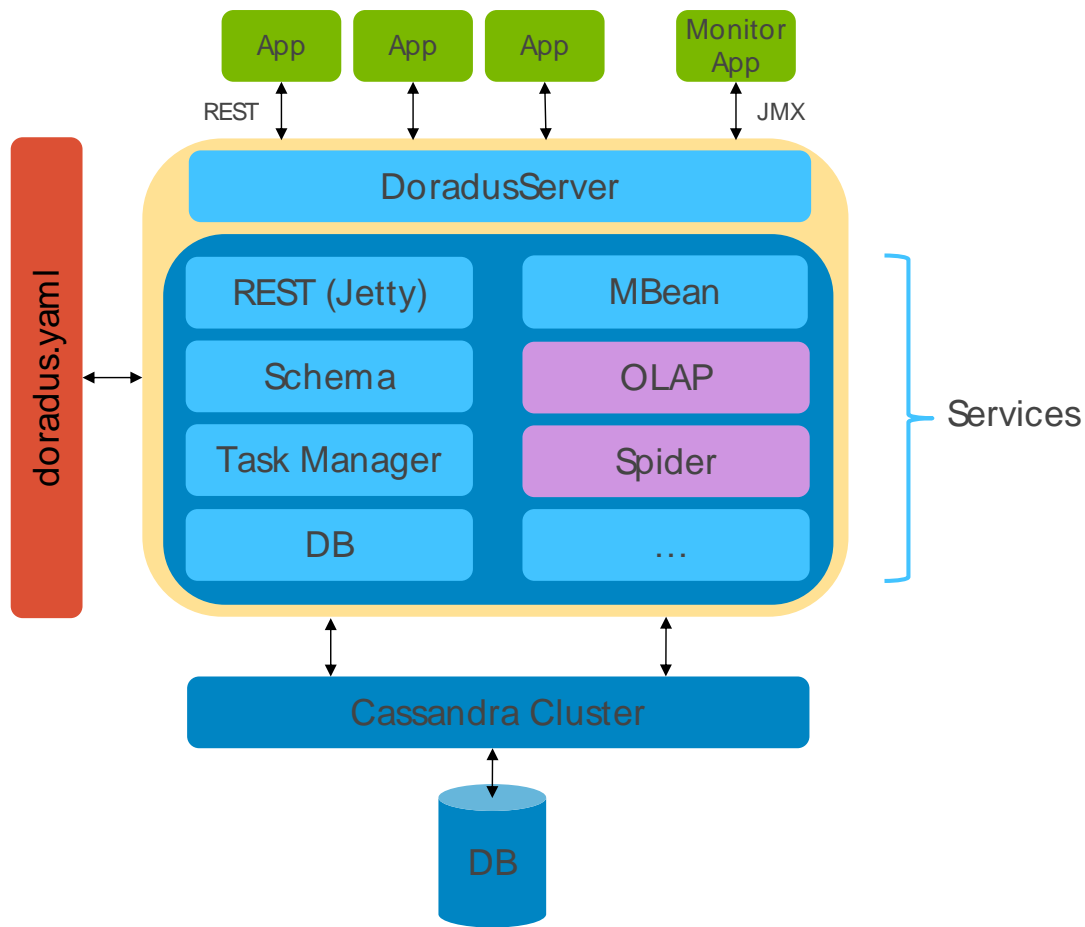 App
App
App
Monitor
App
REST
JMX
DoradusServer
doradus.yaml
REST (Jetty)
MBean
Schema
OLAP
Services
Task Manager
Spider
DB
...
Cassandra Cluster
DB